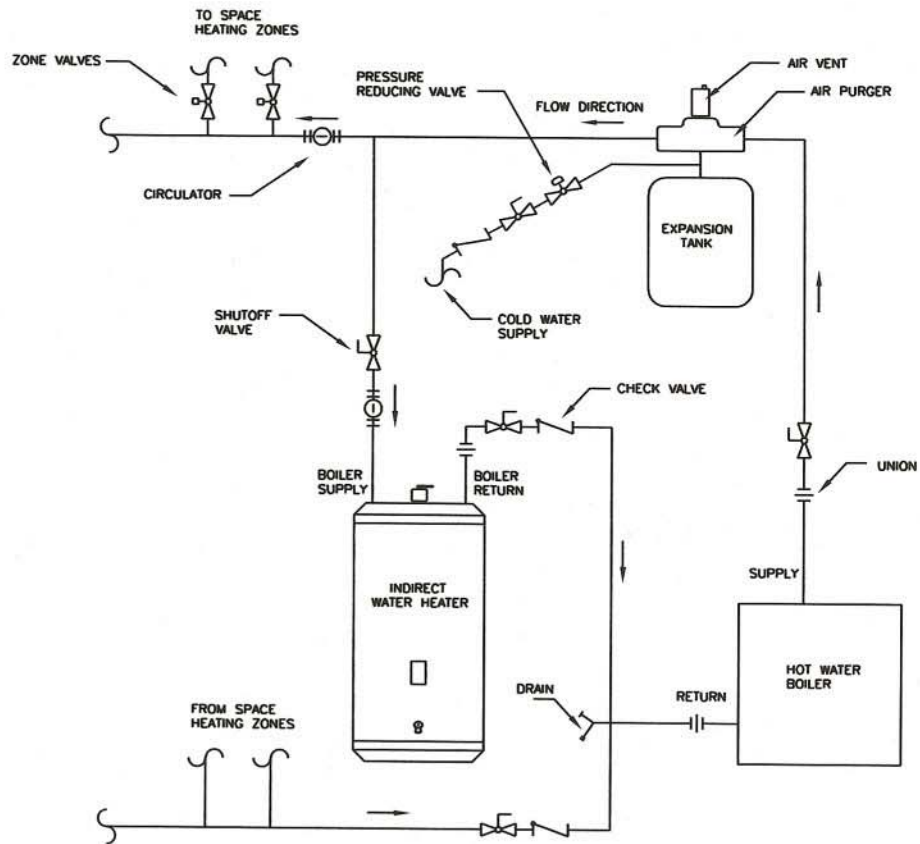 TO SPACE
HEATING ZONES
ZONE VALVES
PRESSURE
REDUCING VALVE
FLOW DIRECTION
AIR VENT
AIR PURGER
CIRCULATOR
EXPANSION
TANK
COLD WATER
SUPPLY
SHUTOFF
VALVE
CHECK VALVE
BOILER
SUPPLY
BOILER
RETURN
UNION
SUPPLY
INDIRECT
WATER HEATER
HOT WATER
BOILER
DRAIN
RETURN
FROM SPACE
HEATING ZONES